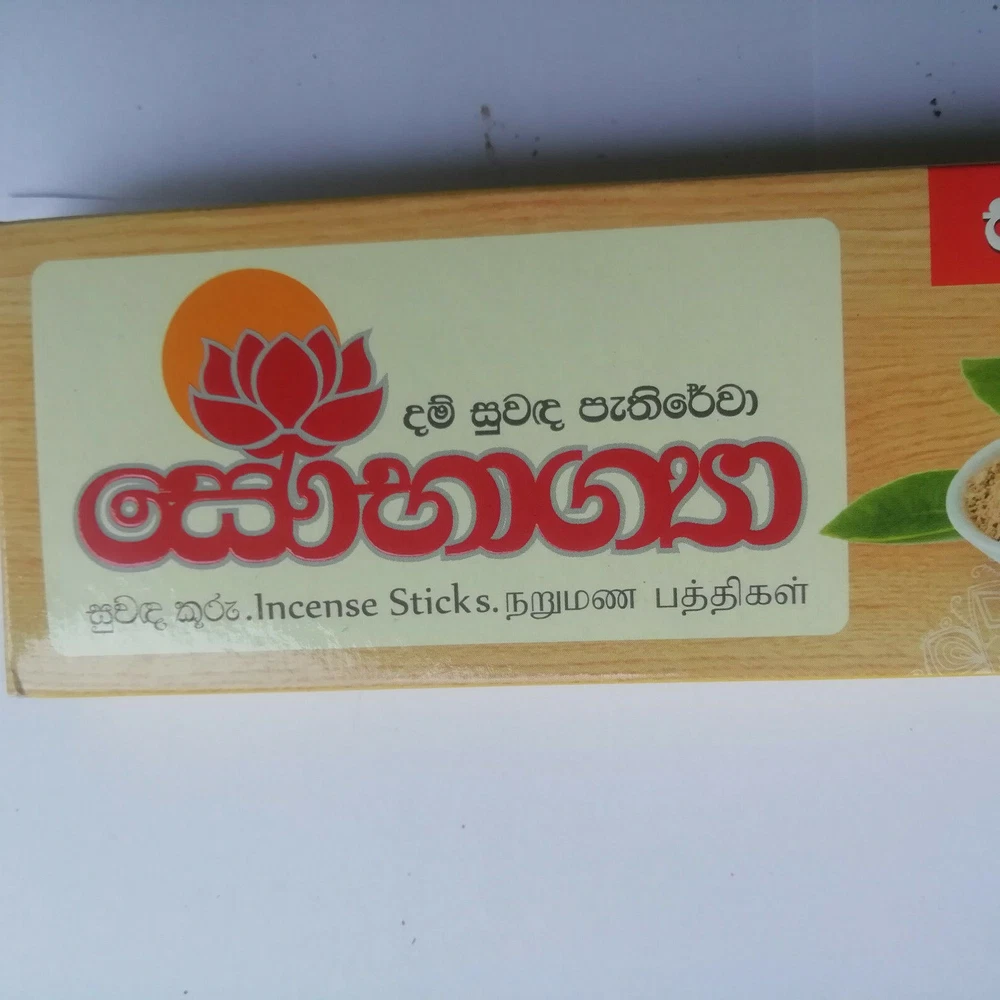 දම් සුවඳ පැතිරේවා
සෞභාග්‍යා
සුවඳ කූරු.Incense Sticks.நறுமண பத்திகள்